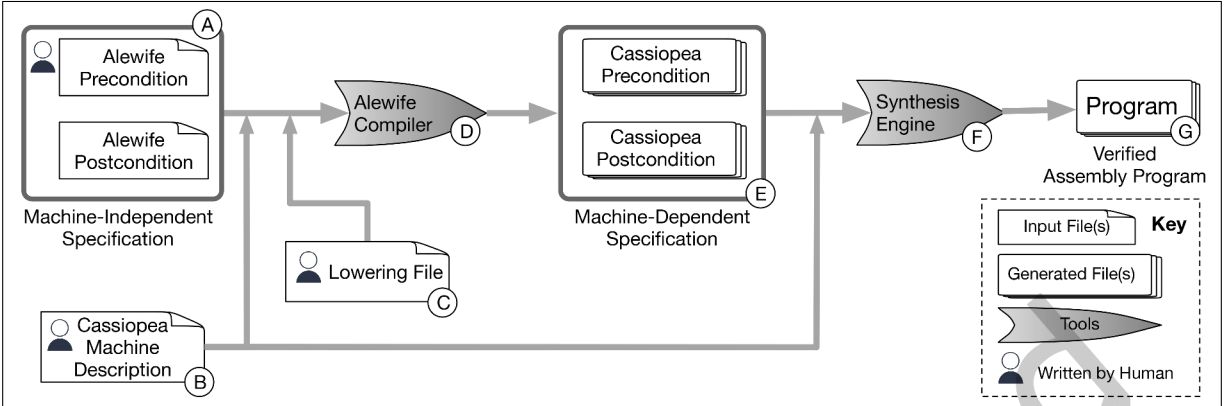 A
Alewife
Precondition
Alewife
Postcondition
Machine-Independent
Specification
Alewife
Compiler
D
Cassiopea
Precondition
Cassiopea
Postcondition
E
Machine-Dependent
Specification
Synthesis
Engine
F
Program
G
Verified
Assembly Program
Lowering File
C
Cassiopea
Machine
Description
B
Key
Input File(s)
Generated File(s)
Tools
Written by Human